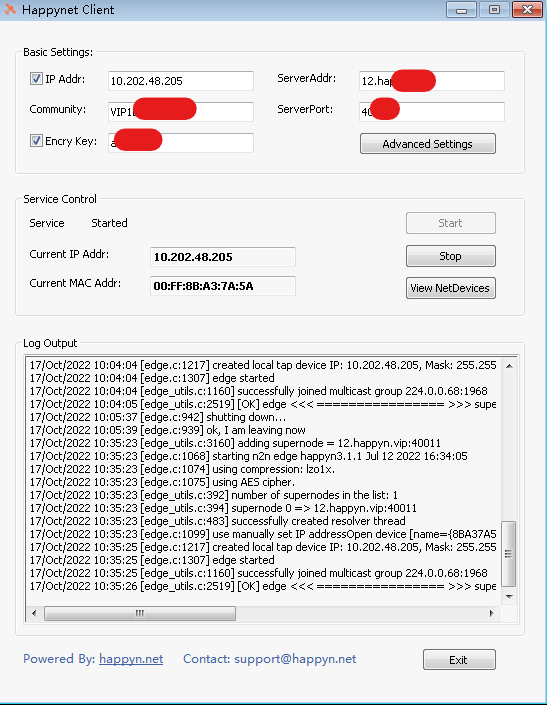 Happynet Client
Basic Settings:
IP Addr: 10.202.48.205 ServerAddr: 12.hap
Community: VIP1 ServerPort: 40
Encry Key: a Advanced Settings
Service Control
Service Started Start
Current IP Addr: 10.202.48.205 Stop
Current MAC Addr: 00:FF:8B:A3:7A:5A View NetDevices
Log Output
17/Oct/2022 10:04:04 [edge.c:1217] created local tap device IP: 10.202.48.205, Mask: 255.255
17/Oct/2022 10:04:04 [edge.c:1307] edge started
17/Oct/2022 10:04:04 [edge_utils.c:1160] successfully joined multicast group 224.0.0.68:1968
17/Oct/2022 10:04:05 [edge_utils.c:2519] [OK] edge <<< ================ >>> supe
17/Oct/2022 10:05:37 [edge.c:942] shutting down...
17/Oct/2022 10:05:39 [edge.c:939] ok, I am leaving now
17/Oct/2022 10:35:23 [edge_utils.c:3160] adding supernode = 12.happyn.vip:40011
17/Oct/2022 10:35:23 [edge.c:1068] starting n2n edge happyn3.1.1 Jul 12 2022 16:34:05
17/Oct/2022 10:35:23 [edge.c:1074] using compression: lzo1x.
17/Oct/2022 10:35:23 [edge.c:1075] using AES cipher.
17/Oct/2022 10:35:23 [edge_utils.c:392] number of supernodes in the list: 1
17/Oct/2022 10:35:23 [edge_utils.c:394] supernode 0 => 12.happyn.vip:40011
17/Oct/2022 10:35:23 [edge_utils.c:483] successfully created resolver thread
17/Oct/2022 10:35:23 [edge.c:1099] use manually set IP addressOpen device [name={8BA37A5
17/Oct/2022 10:35:25 [edge.c:1217] created local tap device IP: 10.202.48.205, Mask: 255.255
17/Oct/2022 10:35:25 [edge.c:1307] edge started
17/Oct/2022 10:35:25 [edge_utils.c:1160] successfully joined multicast group 224.0.0.68:1968
17/Oct/2022 10:35:26 [edge_utils.c:2519] [OK] edge <<< ================ >>> supe
Powered By: happyn.net Contact: support@happyn.net Exit